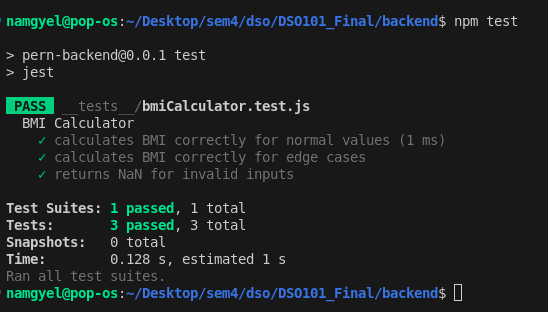 namgyel@pop-os:~/Desktop/sem4/dso/DSO101_Final/backend$ npm test
> pern-backend@0.0.1 test
> jest
PASS __tests__/bmiCalculator.test.js
BMI Calculator
✓ calculates BMI correctly for normal values (1 ms)
✓ calculates BMI correctly for edge cases
✓ returns NaN for invalid inputs
Test Suites: 1 passed, 1 total
Tests: 3 passed, 3 total
Snapshots: 0 total
Time: 0.128 s, estimated 1 s
Ran all test suites.
namgyel@pop-os:~/Desktop/sem4/dso/DSO101_Final/backend$